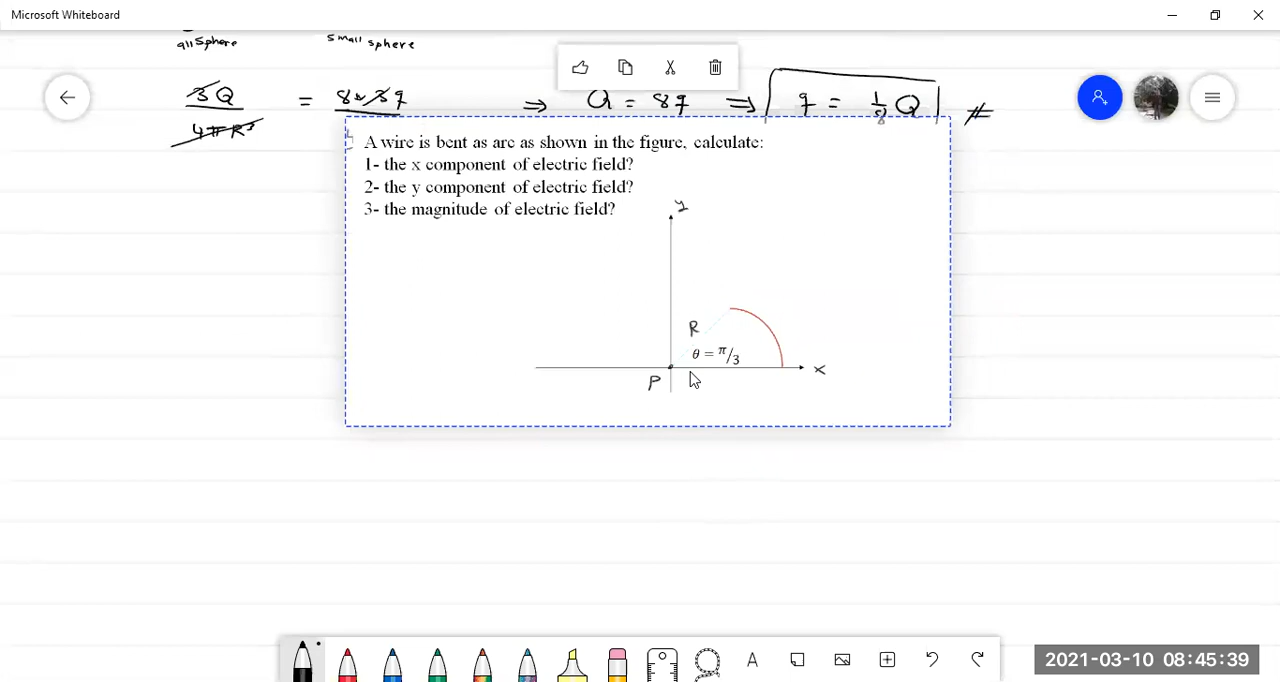 Microsoft Whiteboard
all sphere
small sphere
3Q = 8 × 3q ⇒ Q = 8q ⇒ q = 1/8 Q
4πR³
A wire is bent as arc as shown in the figure, calculate:
1- the x component of electric field?
2- the y component of electric field?
3- the magnitude of electric field?
y
R
θ = π/3
x
P
A
2021-03-10 08:45:39